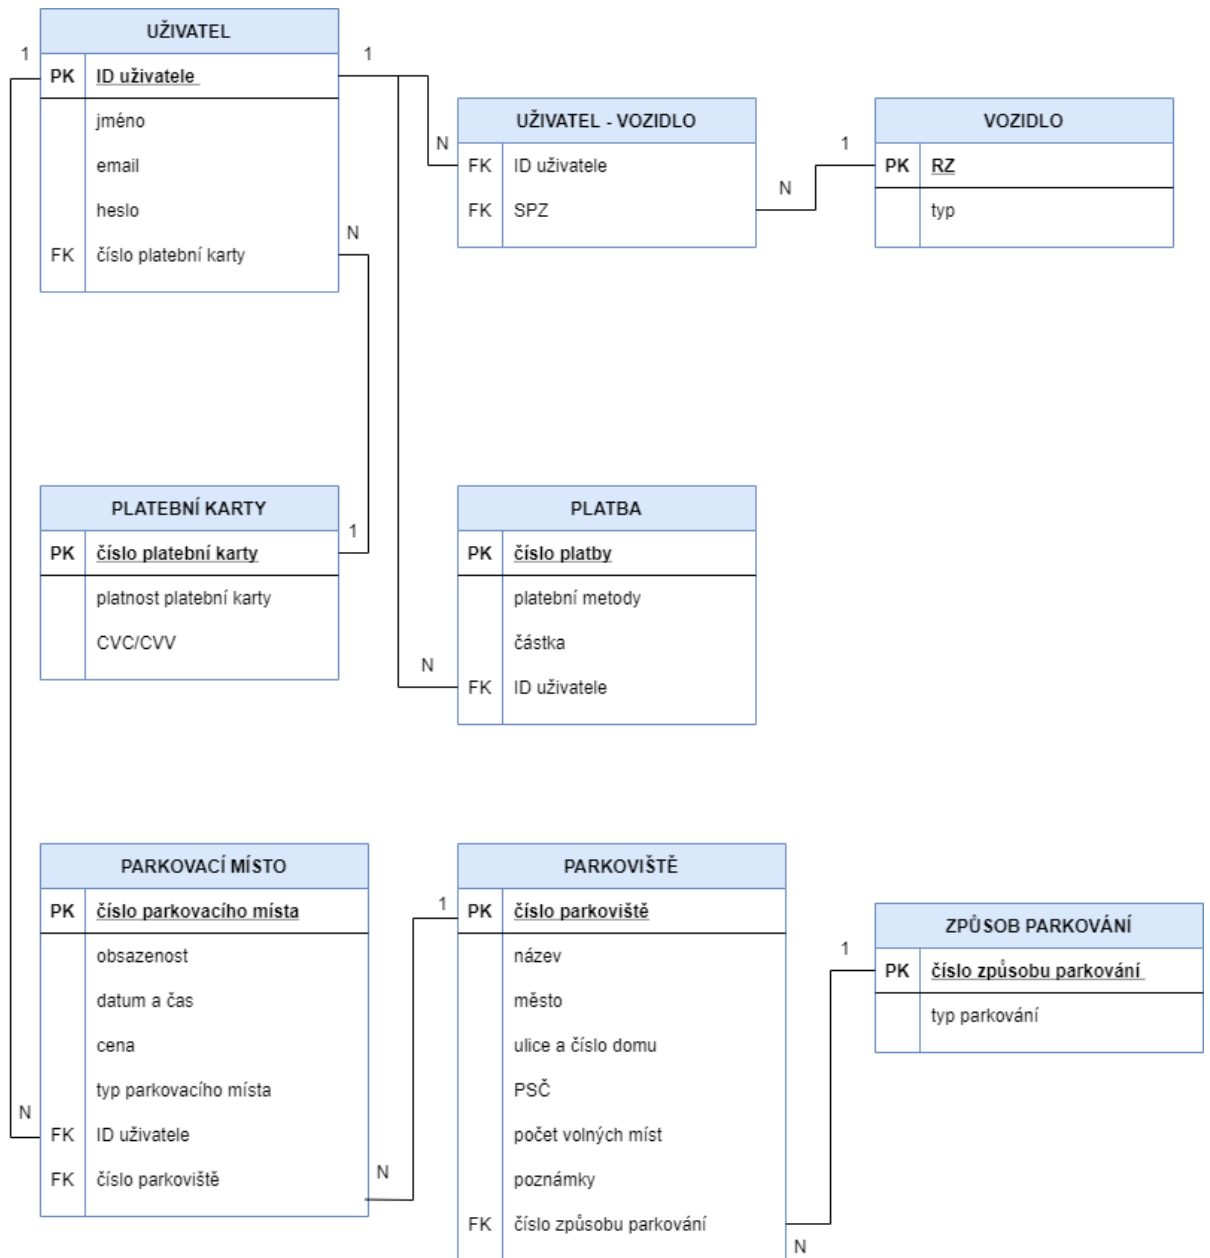 UŽIVATEL
1
1
PK ID uživatele
jméno
email
heslo
N
FK číslo platební karty
UŽIVATEL - VOZIDLO
N
FK ID uživatele
FK SPZ
N
VOZIDLO
1
PK RZ
typ
PLATEBNÍ KARTY
1
PK číslo platební karty
platnost platební karty
CVC/CVV
PLATBA
PK číslo platby
platební metody
částka
N
FK ID uživatele
PARKOVACÍ MÍSTO
PK číslo parkovacího místa
obsazenost
datum a čas
cena
typ parkovacího místa
N
FK ID uživatele
FK číslo parkoviště
N
PARKOVIŠTĚ
1
PK číslo parkoviště
název
město
ulice a číslo domu
PSČ
počet volných míst
poznámky
FK číslo způsobu parkování
N
ZPŮSOB PARKOVÁNÍ
1
PK číslo způsobu parkování
typ parkování